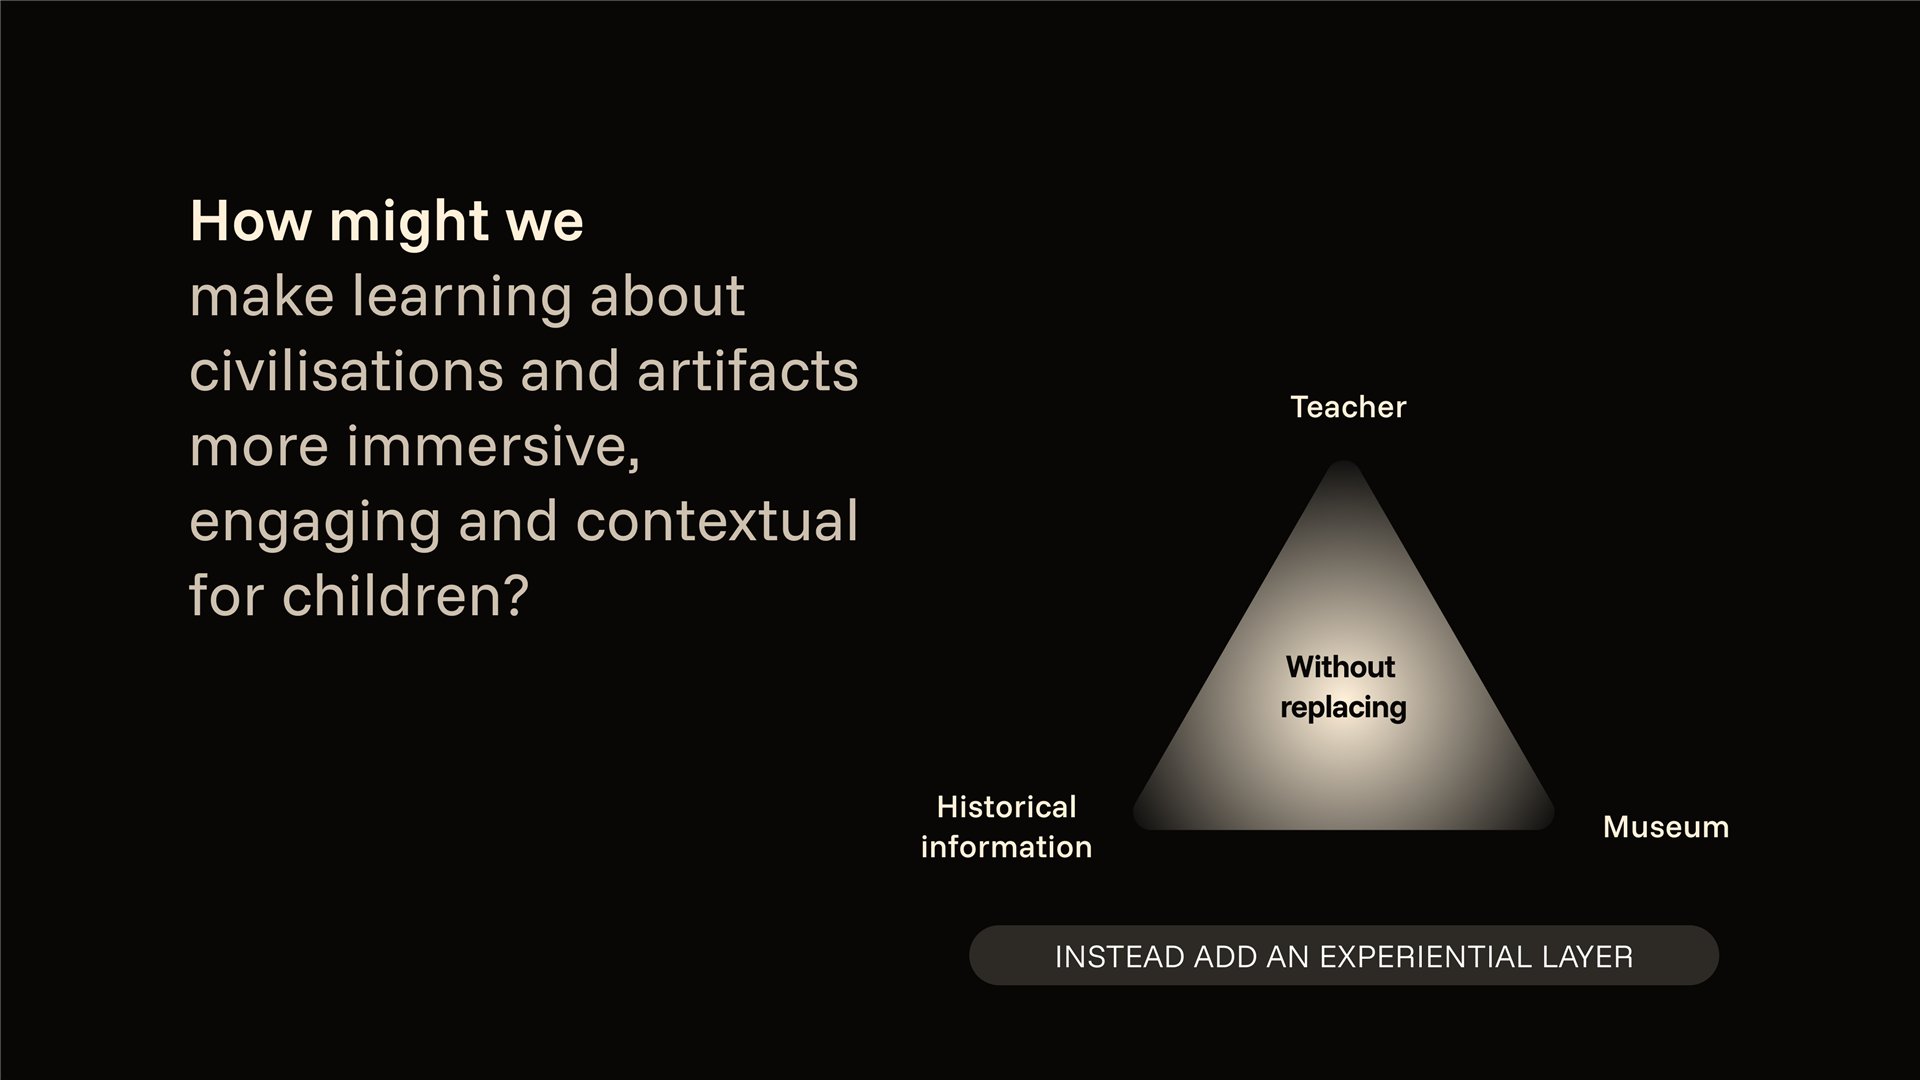 How might we
make learning about
civilisations and artifacts
more immersive,
engaging and contextual
for children?
Teacher
Without
replacing
Historical
information
Museum
INSTEAD ADD AN EXPERIENTIAL LAYER